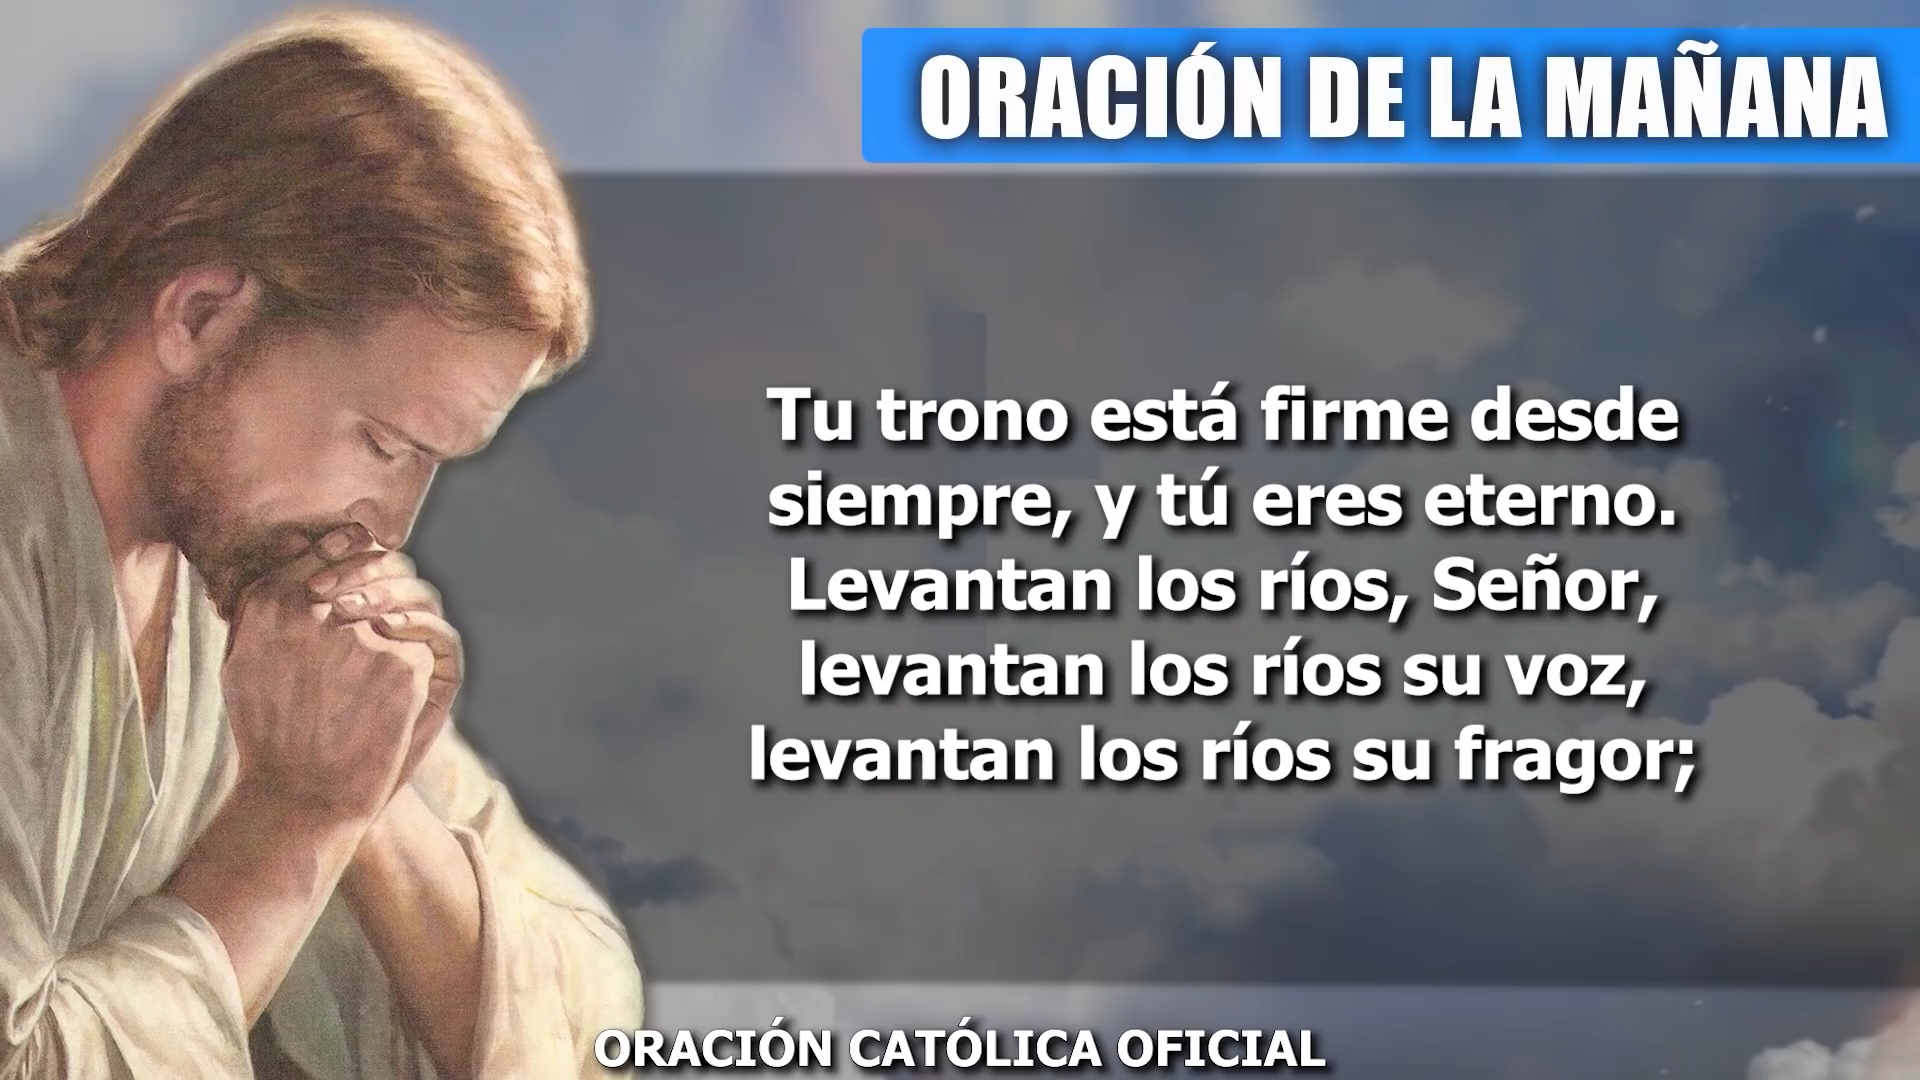 ORACIÓN DE LA MAÑANA
Tu trono está firme desde
siempre, y tú eres eterno.
Levantan los ríos, Señor,
levantan los ríos su voz,
levantan los ríos su fragor;
ORACIÓN CATÓLICA OFICIAL